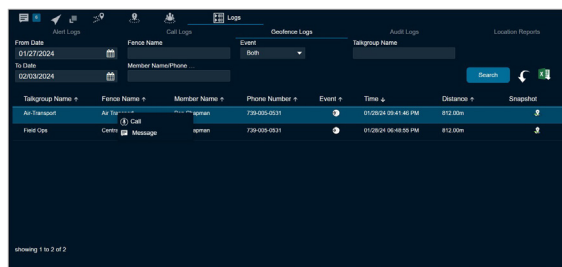 Logs
Alert Logs Call Logs Geofence Logs Audit Logs Location Reports
From Date Fence Name Event Talkgroup Name
01/27/2024 Both
To Date Member Name/Phone ...
02/03/2024 Search
Talkgroup Name ↑ Fence Name ↑ Member Name ↑ Phone Number ↑ Event ↑ Time ↓ Distance ↑ Snapshot
Air-Transport Air 739-005-0531 01/28/24 09:41:46 PM 812.00m
Call
Field Ops 739-005-0531 01/28/24 06:48:55 PM 812.00m
Message
showing 1 to 2 of 2